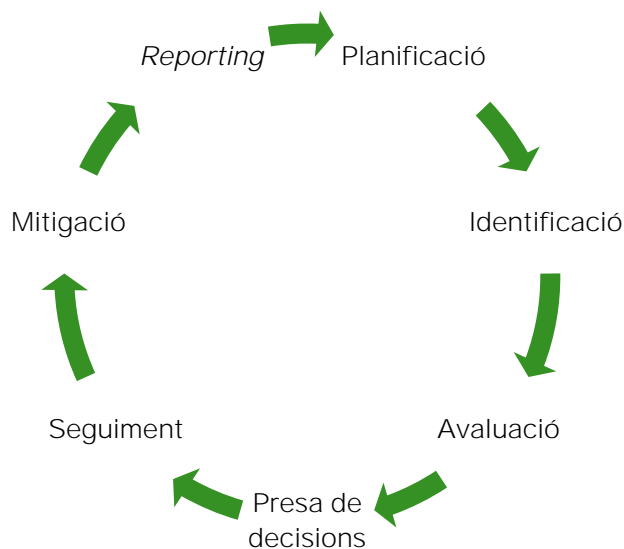 Reporting
Planificació
Identificació
Avaluació
Presa de
decisions
Seguiment
Mitigació